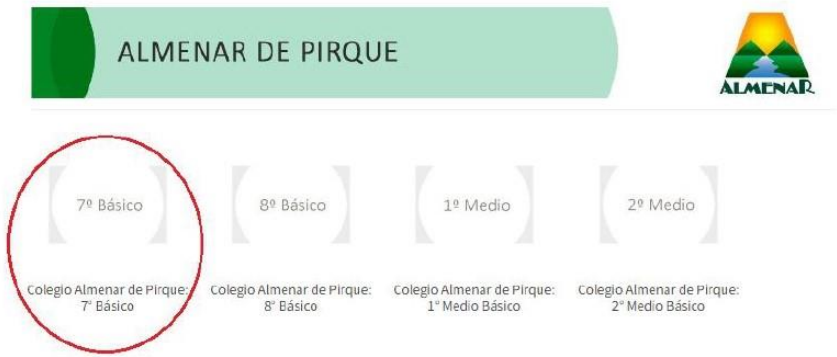 ALMENAR DE PIRQUE
ALMENAR
7º Básico
8º Básico
1º Medio
2º Medio
Colegio Almenar de Pirque:
7° Básico
Colegio Almenar de Pirque:
8° Básico
Colegio Almenar de Pirque:
1° Medio Básico
Colegio Almenar de Pirque:
2° Medio Básico